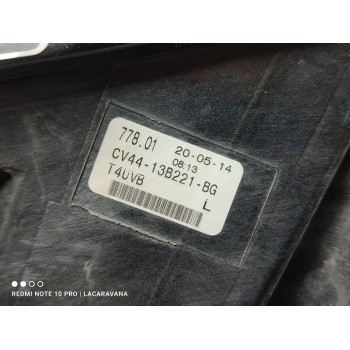 778.01 20-05-14
08:13
CV44-13B221-BG
T4UVB L
REDMI NOTE 10 PRO | LACARAVANA